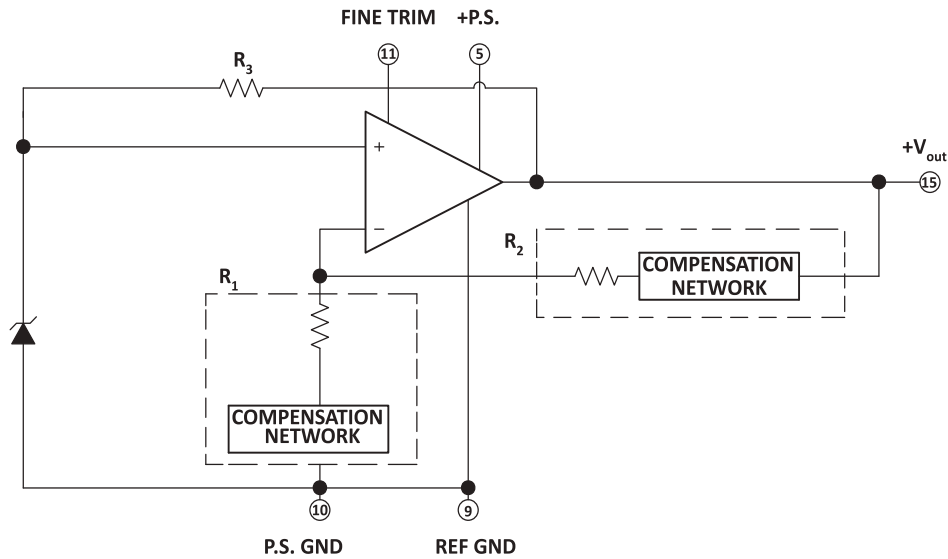 FINE TRIM +P.S.
11 5
R3
+
+Vout
15
−
R2
COMPENSATION
NETWORK
R1
COMPENSATION
NETWORK
10 9
P.S. GND REF GND